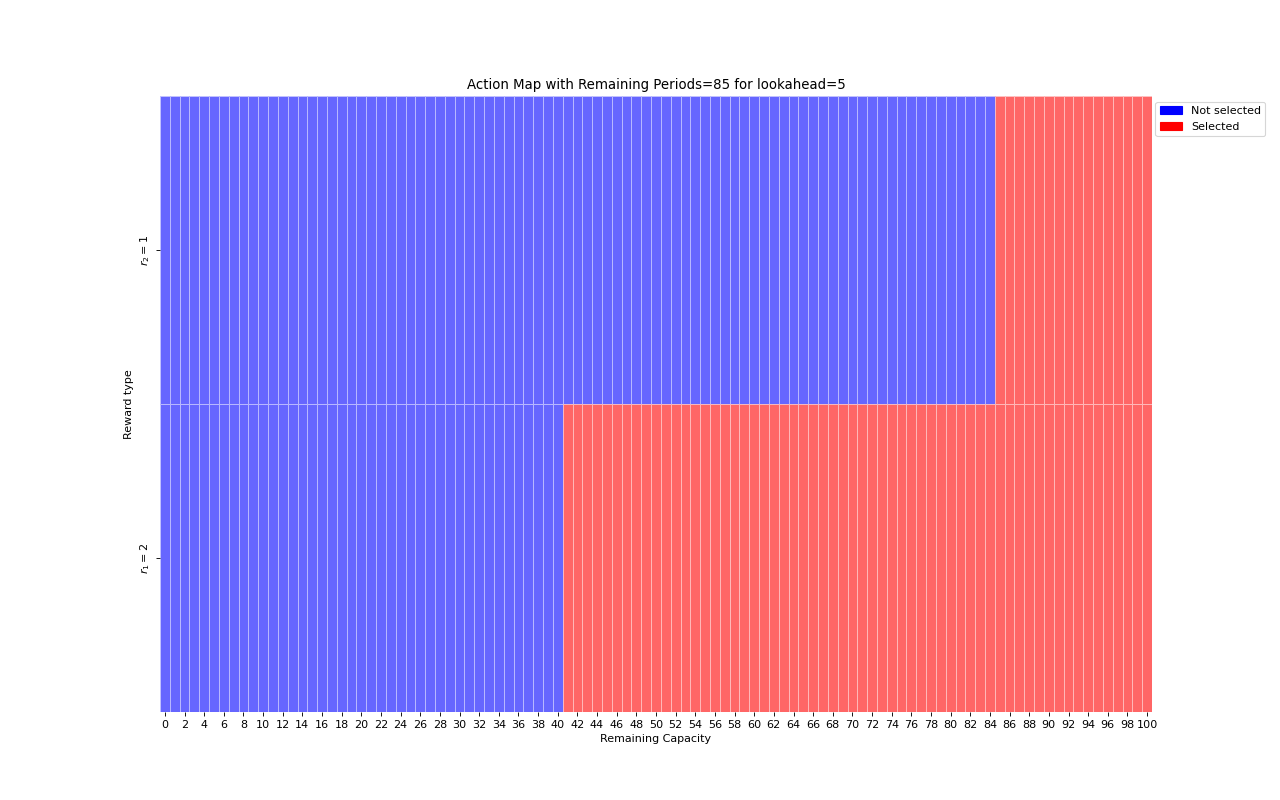 Action Map with Remaining Periods=85 for lookahead=5
Not selected
Selected
r₂ = 1
Reward type
r₁ = 2
0 2 4 6 8 10 12 14 16 18 20 22 24 26 28 30 32 34 36 38 40 42 44 46 48 50 52 54 56 58 60 62 64 66 68 70 72 74 76 78 80 82 84 86 88 90 92 94 96 98 100
Remaining Capacity